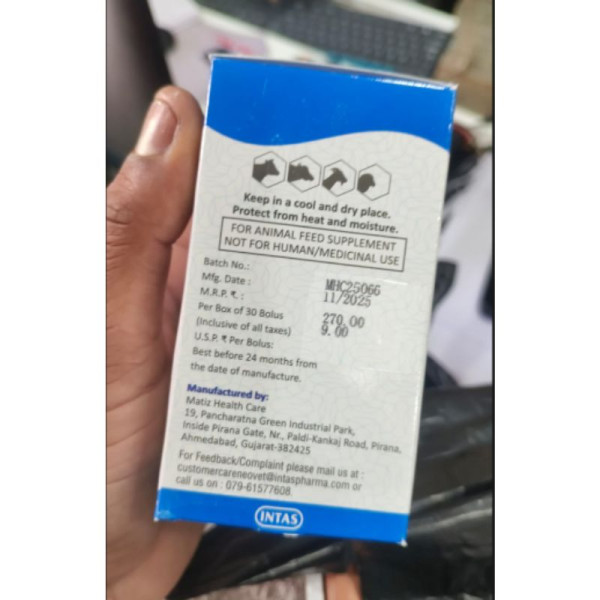 Keep in a cool and dry place.
Protect from heat and moisture.
FOR ANIMAL FEED SUPPLEMENT
NOT FOR HUMAN/MEDICINAL USE
Batch No.: MHC25066
Mfg. Date : 11/2025
M.R.P. ₹. :
Per Box of 30 Bolus 270.00
(Inclusive of all taxes) 9.00
U.S.P. ₹ Per Bolus:
Best before 24 months from
the date of manufacture.
Manufactured by:
Matiz Health Care
19, Pancharatna Green Industrial Park,
Inside Pirana Gate, Nr., Paldi-Kankaj Road, Pirana,
Ahmedabad, Gujarat-382425
For Feedback/Complaint please mail us at :
customercareneovet@intaspharma.com or
call us on : 079-61577608
INTAS